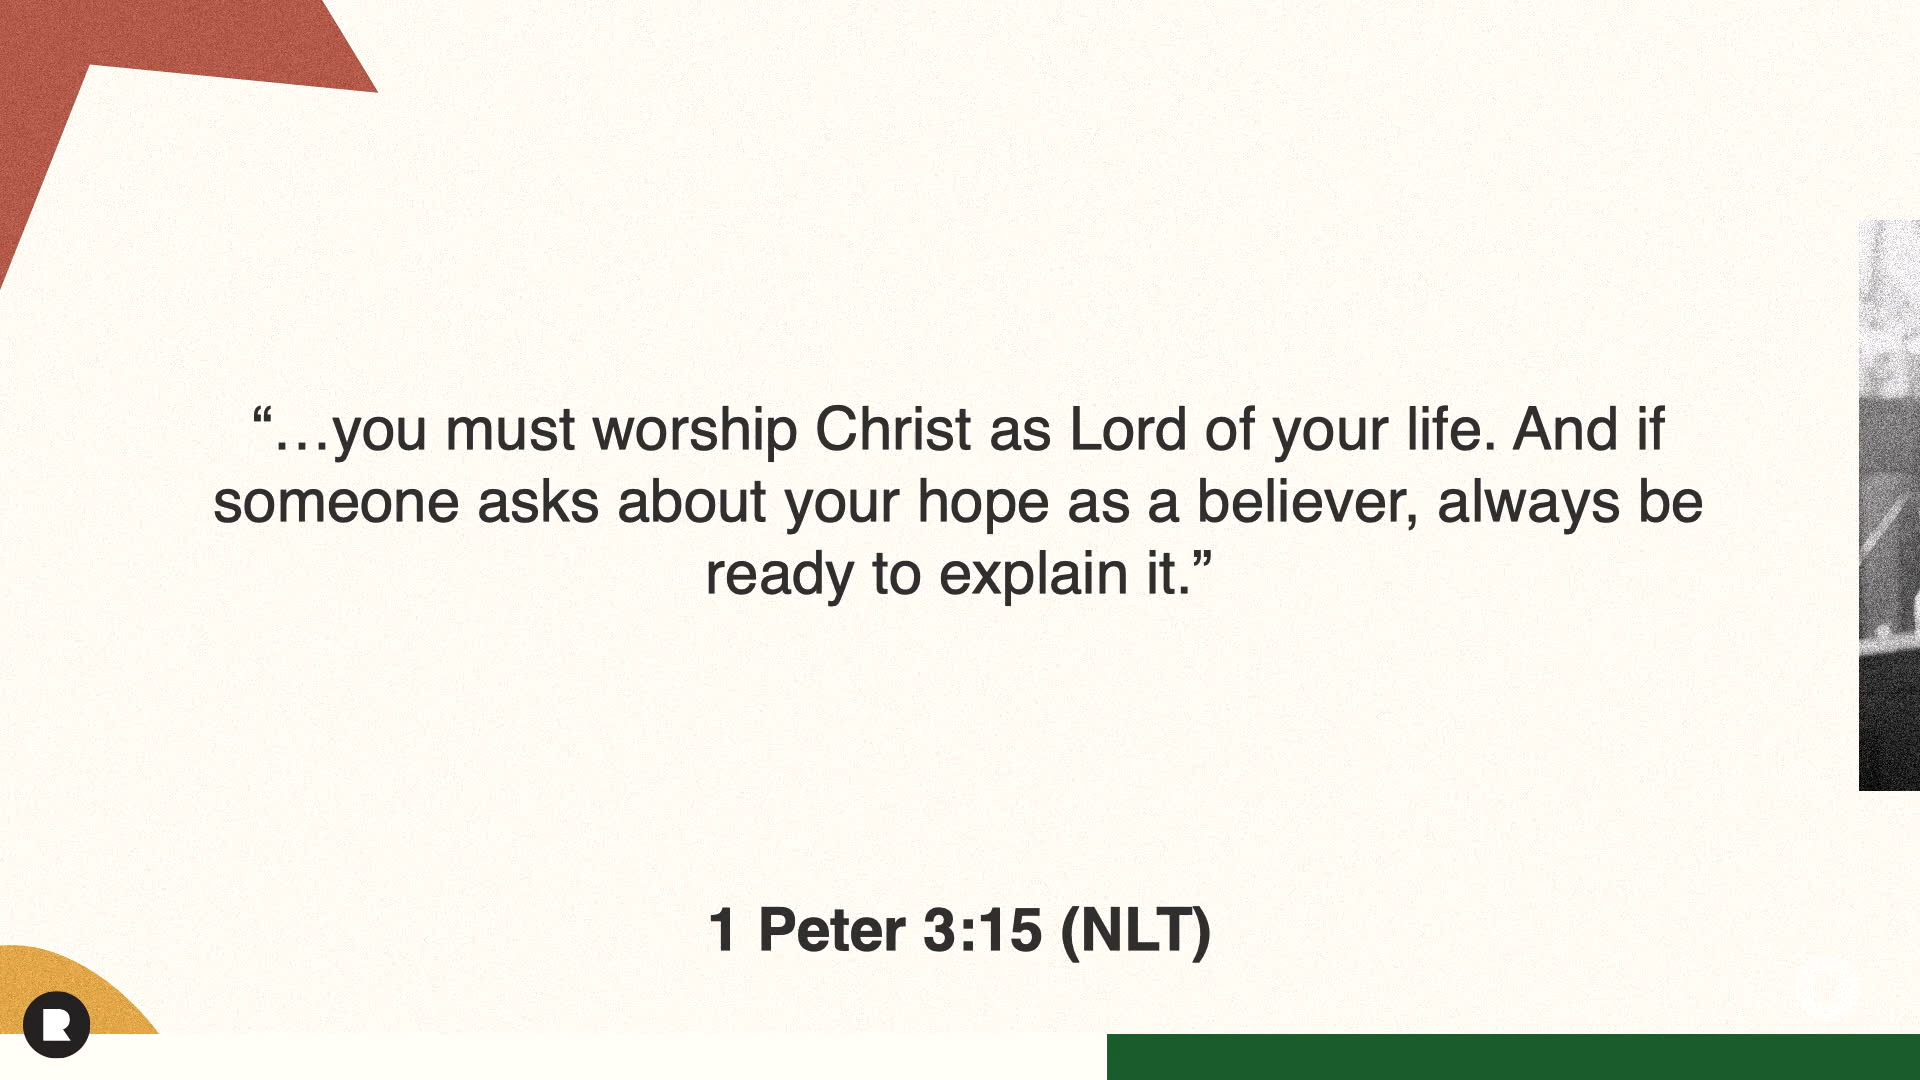 “…you must worship Christ as Lord of your life. And if
someone asks about your hope as a believer, always be
ready to explain it.”
1 Peter 3:15 (NLT)
R